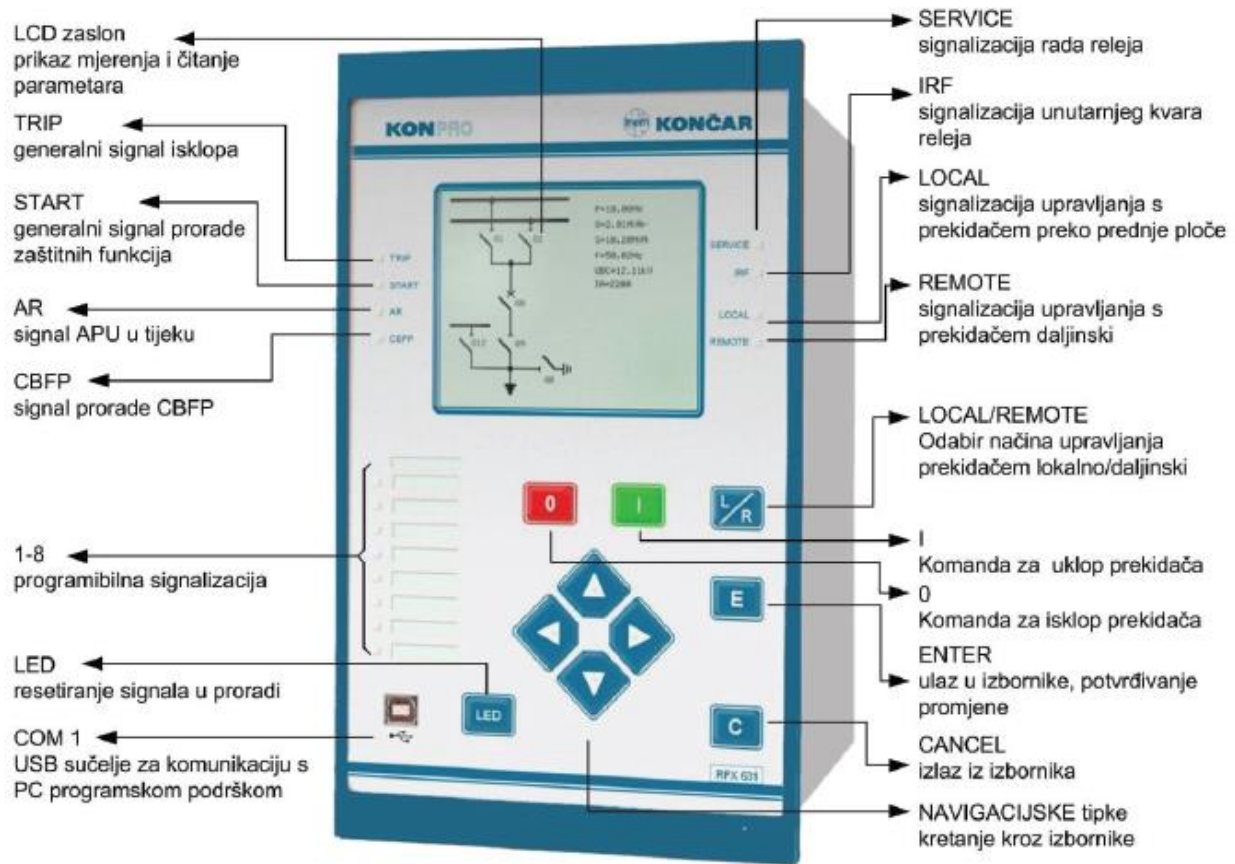 LCD zaslon
prikaz mjerenja i čitanje
parametara
TRIP
generalni signal isklopa
START
generalni signal prorade
zaštitnih funkcija
AR
signal APU u tijeku
CBFP
signal prorade CBFP
1-8
programibilna signalizacija
LED
resetiranje signala u proradi
COM 1
USB sučelje za komunikaciju s
PC programskom podrškom
KONPRO
KONČAR
TRIP
START
AR
CBFP
SERVICE
IRF
LOCAL
REMOTE
0
I
L/R
E
C
LED
RFX 631
SERVICE
signalizacija rada releja
IRF
signalizacija unutarnjeg kvara
releja
LOCAL
signalizacija upravljanja s
prekidačem preko prednje ploče
REMOTE
signalizacija upravljanja s
prekidačem daljinski
LOCAL/REMOTE
Odabir načina upravljanja
prekidačem lokalno/daljinski
I
Komanda za uklop prekidača
0
Komanda za isklop prekidača
ENTER
ulaz u izbornike, potvrđivanje
promjene
CANCEL
izlaz iz izbornika
NAVIGACIJSKE tipke
kretanje kroz izbornike